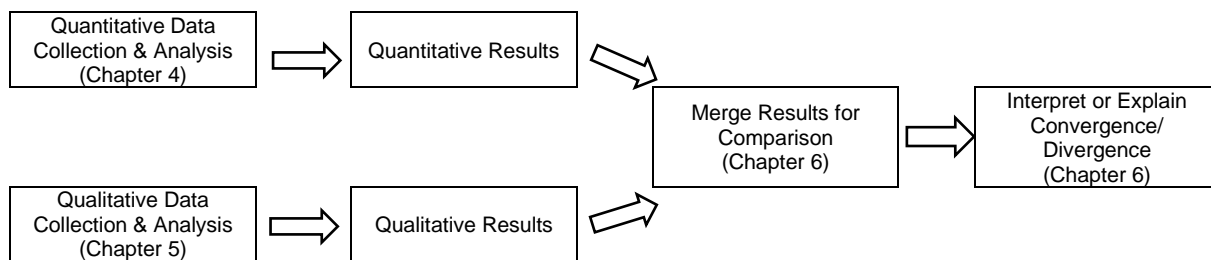 Quantitative Data
Collection & Analysis
(Chapter 4)
Quantitative Results
Merge Results for
Comparison
(Chapter 6)
Interpret or Explain
Convergence/
Divergence
(Chapter 6)
Qualitative Data
Collection & Analysis
(Chapter 5)
Qualitative Results